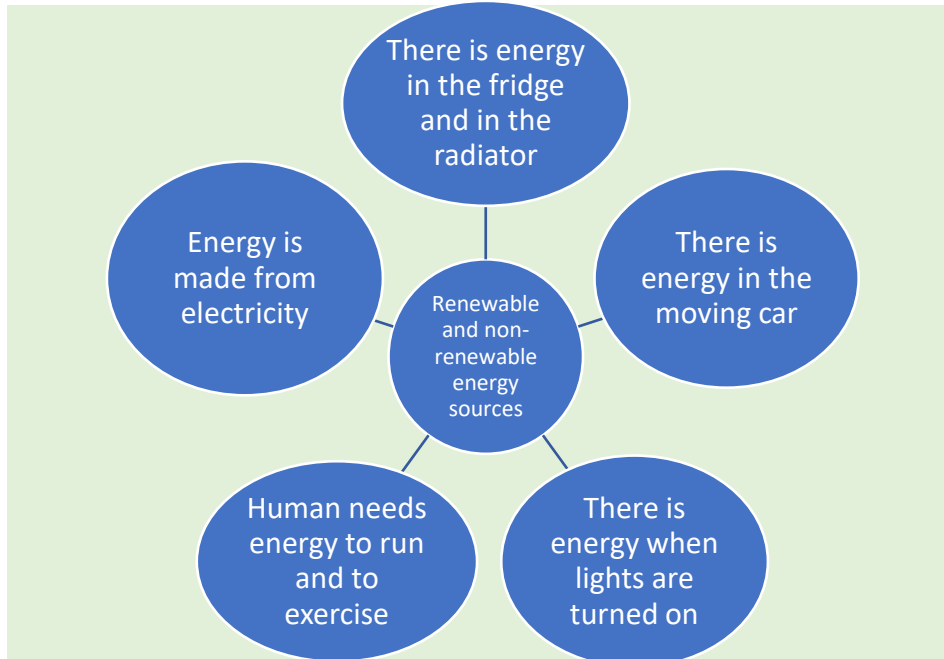 There is energy
in the fridge
and in the
radiator
Energy is
made from
electricity
There is
energy in the
moving car
Renewable
and non-
renewable
energy
sources
Human needs
energy to run
and to
exercise
There is
energy when
lights are
turned on